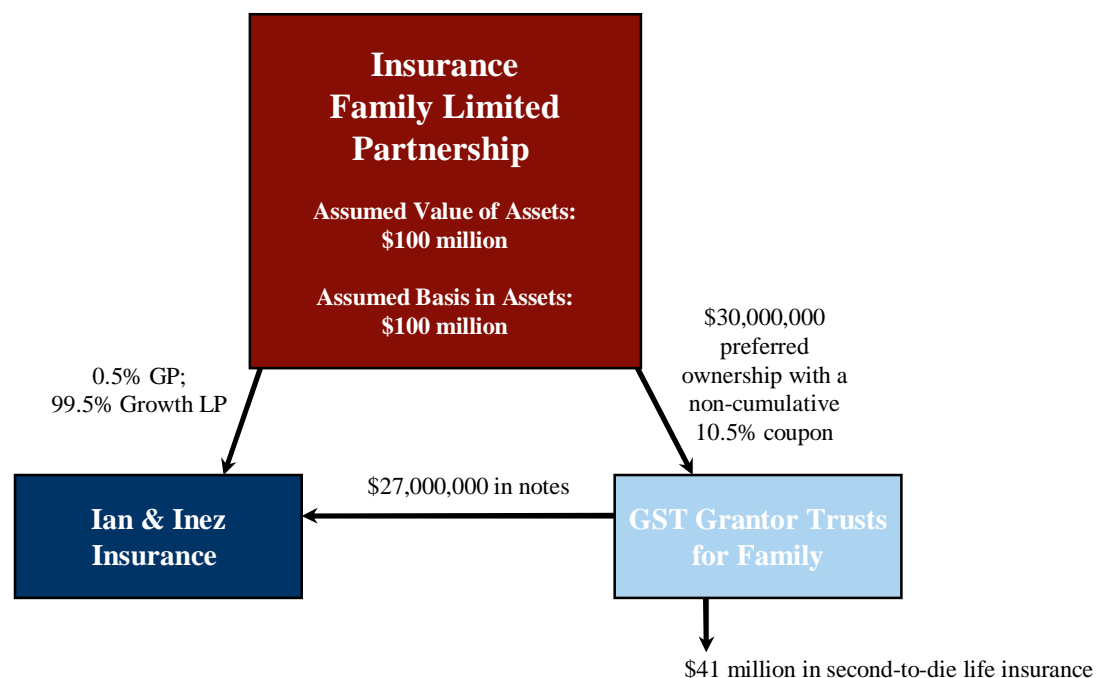 Insurance
Family Limited
Partnership
Assumed Value of Assets:
$100 million
Assumed Basis in Assets:
$100 million
0.5% GP;
99.5% Growth LP
$30,000,000
preferred
ownership with a
non-cumulative
10.5% coupon
$27,000,000 in notes
Ian & Inez
Insurance
GST Grantor Trusts
for Family
$41 million in second-to-die life insurance